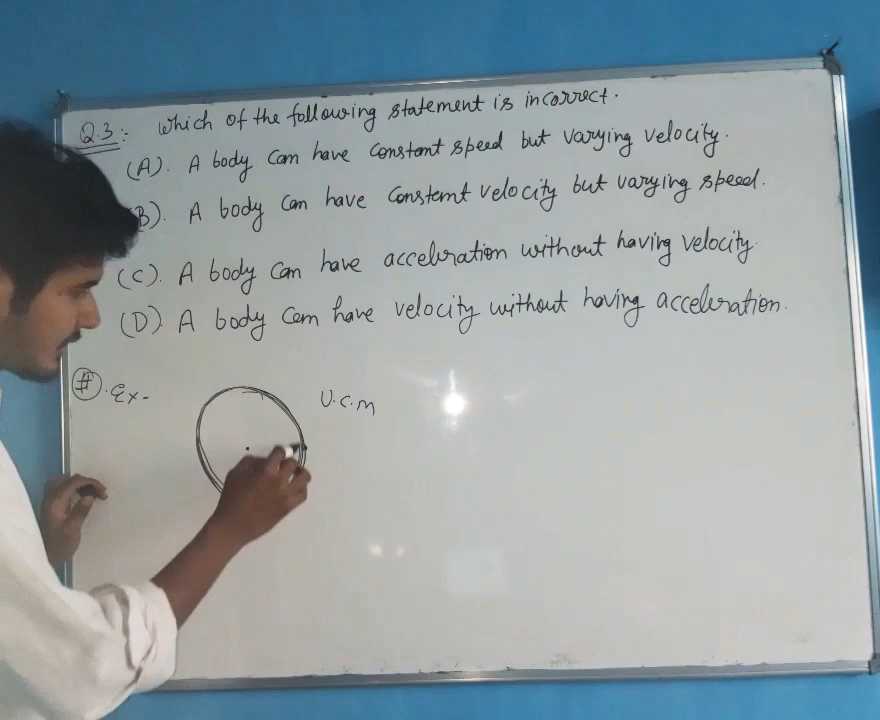 Q.3:- Which of the following statement is incorrect.
(A). A body can have constant speed but varying velocity.
B). A body can have constant velocity but varying speed.
(C). A body can have acceleration without having velocity.
(D) A body can have velocity without having acceleration.
#. Ex- U.C.M